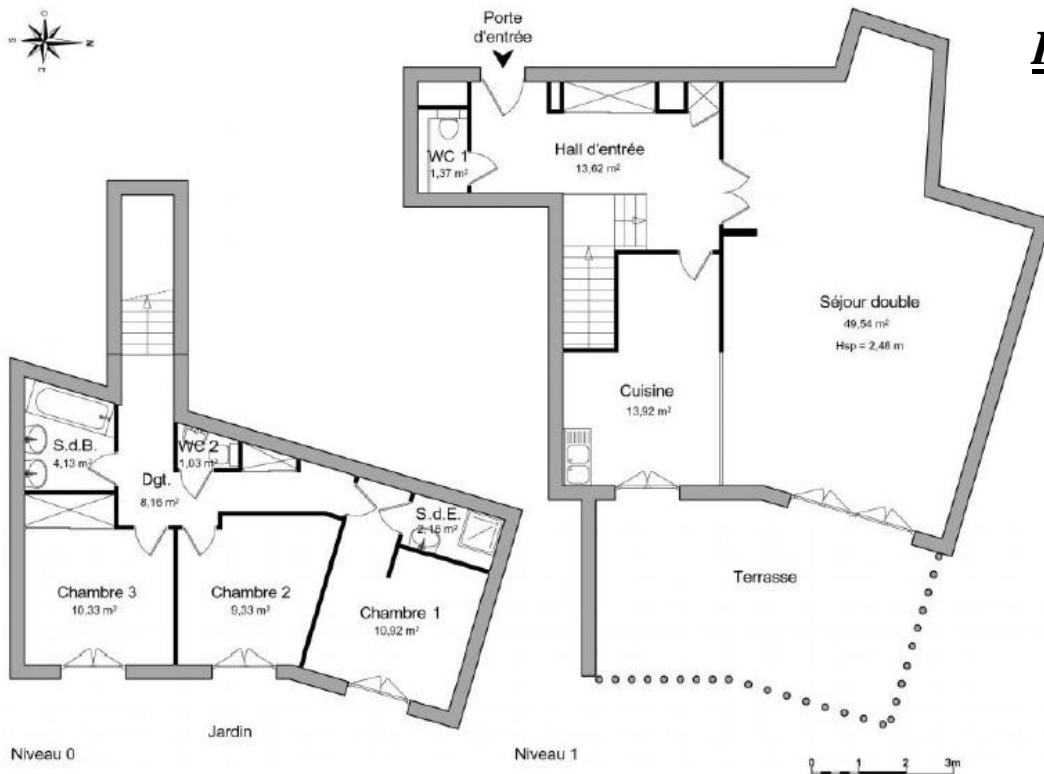 Porte
d'entrée
O
S
N
E
WC 1
1,37 m²
Hall d'entrée
13,62 m²
Séjour double
49,54 m²
Hsp = 2,48 m
Cuisine
13,92 m²
S.d.B.
4,13 m²
WC 2
1,03 m²
Dgt.
8,16 m²
S.d.E.
Chambre 3
10,33 m²
Chambre 2
9,33 m²
Chambre 1
10,92 m²
Terrasse
Jardin
Niveau 0
Niveau 1
0 1 2 3m